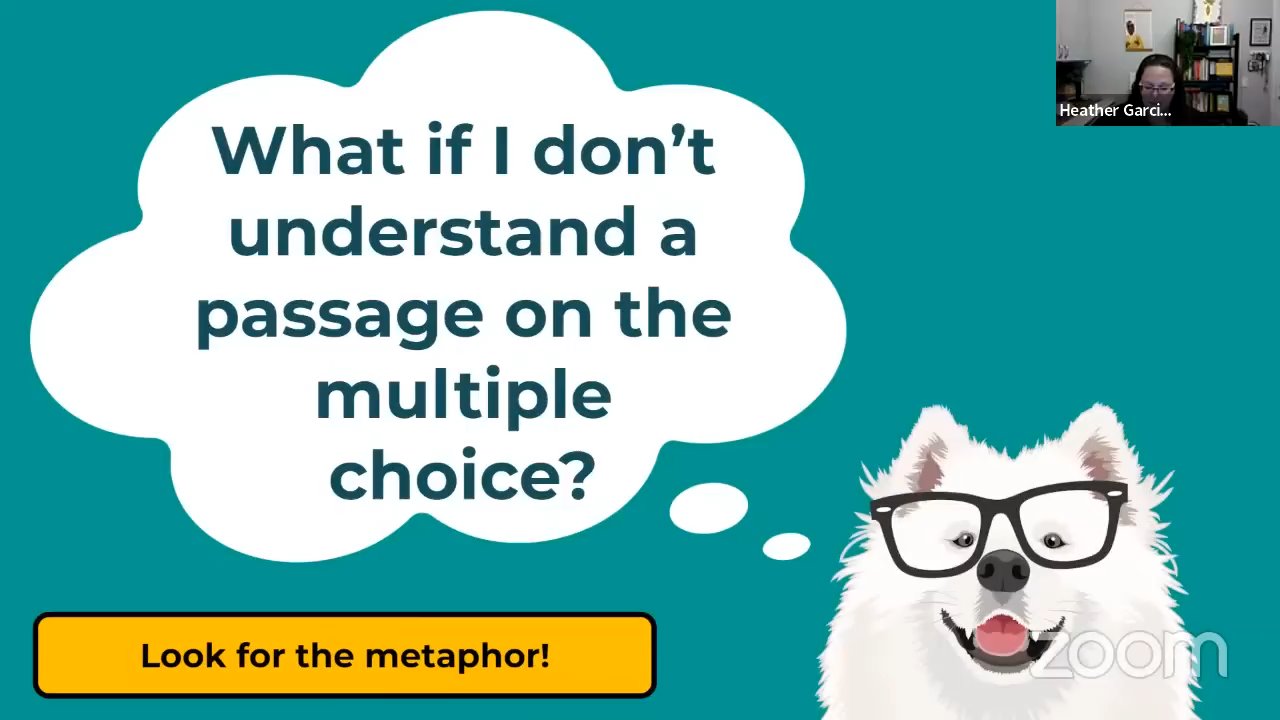 What if I don’t
understand a
passage on the
multiple
choice?
Look for the metaphor!
Heather Garci...
zoom